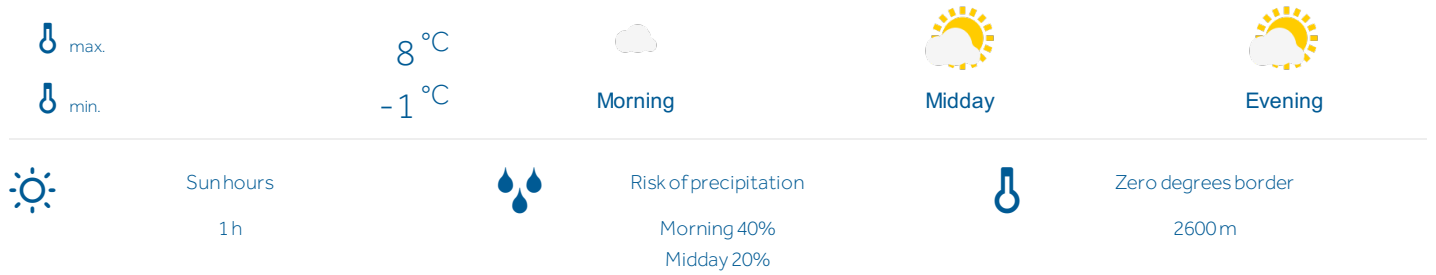 max.
8 °C
min.
-1 °C
Morning
Midday
Evening
Sun hours
1 h
Risk of precipitation
Morning 40%
Midday 20%
Zero degrees border
2600 m